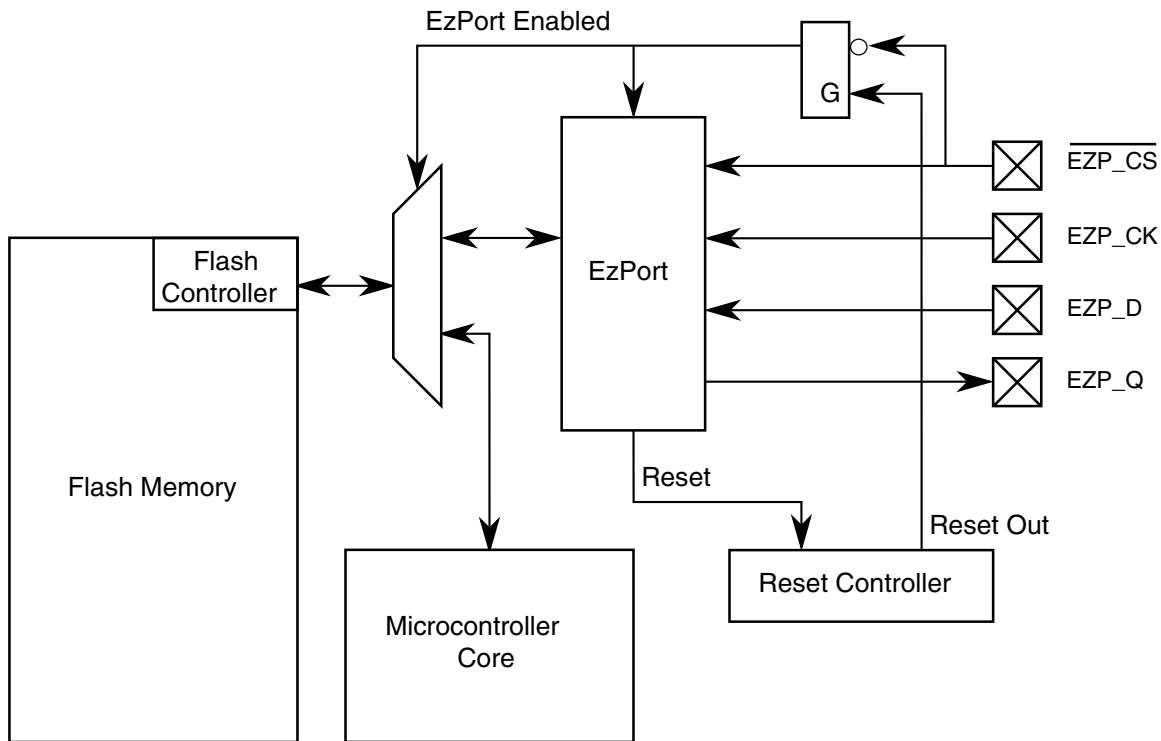 EzPort Enabled
G
EZP_CS
EZP_CK
EZP_D
EZP_Q
EzPort
Flash
Controller
Flash Memory
Reset
Reset Out
Reset Controller
Microcontroller
Core